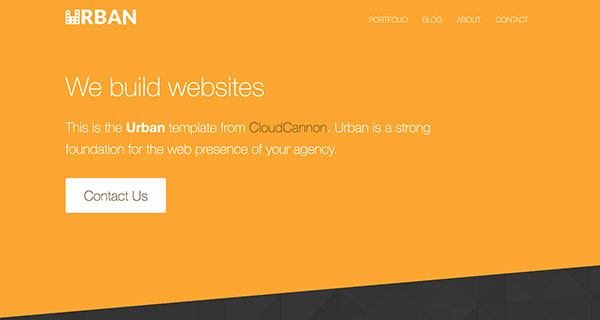 URBAN
PORTFOLIO BLOG ABOUT CONTACT
We build websites
This is the Urban template from CloudCannon. Urban is a strong
foundation for the web presence of your agency.
Contact Us